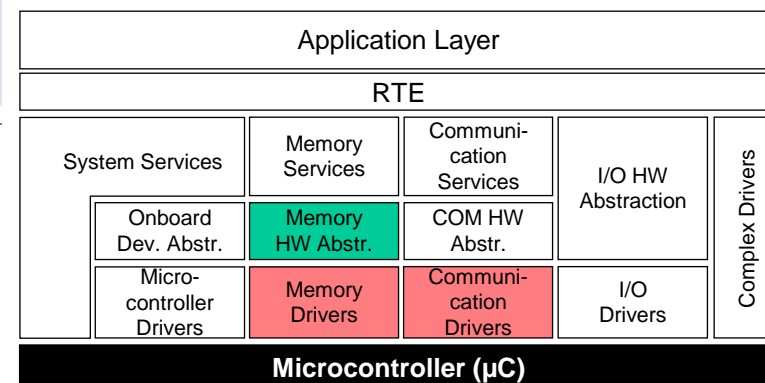 Application Layer
RTE
System Services
Memory
Services
Communi-
cation
Services
I/O HW
Abstraction
Complex Drivers
Onboard
Dev. Abstr.
Memory
HW Abstr.
COM HW
Abstr.
Micro-
controller
Drivers
Memory
Drivers
Communi-
cation
Drivers
I/O
Drivers
Microcontroller (µC)